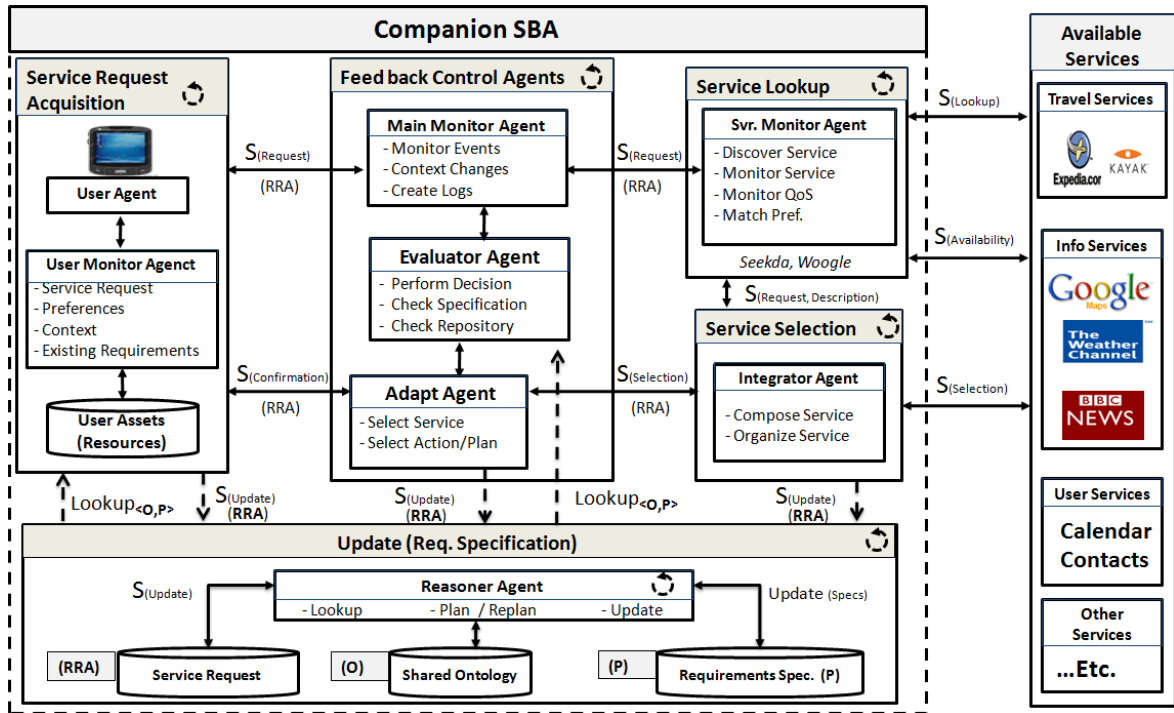 Companion SBA
Service Request
Acquisition
User Agent
User Monitor Agenct
- Service Request
- Preferences
- Context
- Existing Requirements
User Assets
(Resources)
S(Request)
(RRA)
S(Confirmation)
(RRA)
Feed back Control Agents
Main Monitor Agent
- Monitor Events
- Context Changes
- Create Logs
Evaluator Agent
- Perform Decision
- Check Specification
- Check Repository
Adapt Agent
- Select Service
- Select Action/Plan
S(Request)
(RRA)
S(Selection)
(RRA)
Service Lookup
Svr. Monitor Agent
- Discover Service
- Monitor Service
- Monitor QoS
- Match Pref.
Seekda, Woogle
S(Request, Description)
Service Selection
Integrator Agent
- Compose Service
- Organize Service
S(Lookup)
S(Availability)
S(Selection)
Available
Services
Travel Services
Expedia.cor
KAYAK
Info Services
Google
Maps
The
Weather
Channel
BBC
NEWS
User Services
Calendar
Contacts
Other
Services
...Etc.
Lookup<O,P>
S(Update)
(RRA)
S(Update)
(RRA)
Lookup<O,P>
S(Update)
(RRA)
Update (Req. Specification)
S(Update)
Reasoner Agent
- Lookup - Plan / Replan - Update
Update (Specs)
(RRA)
Service Request
(O)
Shared Ontology
(P)
Requirements Spec. (P)